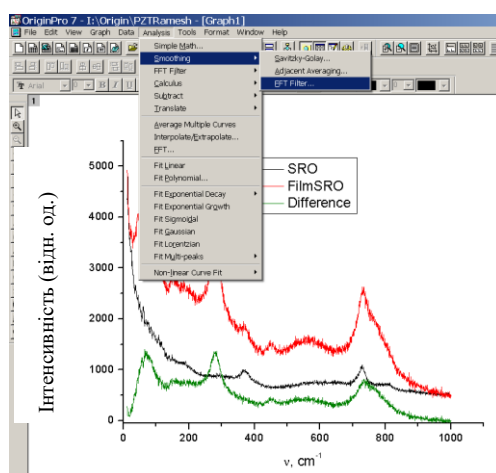 OriginPro 7 - I:\Origin\PZTRamesh - [Graph1]
File Edit View Graph Data Analysis Tools Format Window Help
Simple Math...
Smoothing
Savitzky-Golay...
FFT Filter
Adjacent Averaging...
Calculus
FFT Filter...
Subtract
Arial
B I U
Translate
1
Average Multiple Curves
Interpolate/Extrapolate...
FFT...
Fit Linear
Fit Polynomial...
Fit Exponential Decay
Fit Exponential Growth
Fit Sigmoidal
Fit Gaussian
Fit Lorentzian
Fit Multi-peaks
Non-linear Curve Fit
SRO
FilmSRO
Difference
Інтенсивність (відн. од.)
5000
4000
3000
2000
1000
0
0 200 400 600 800 1000
ν, cm⁻¹